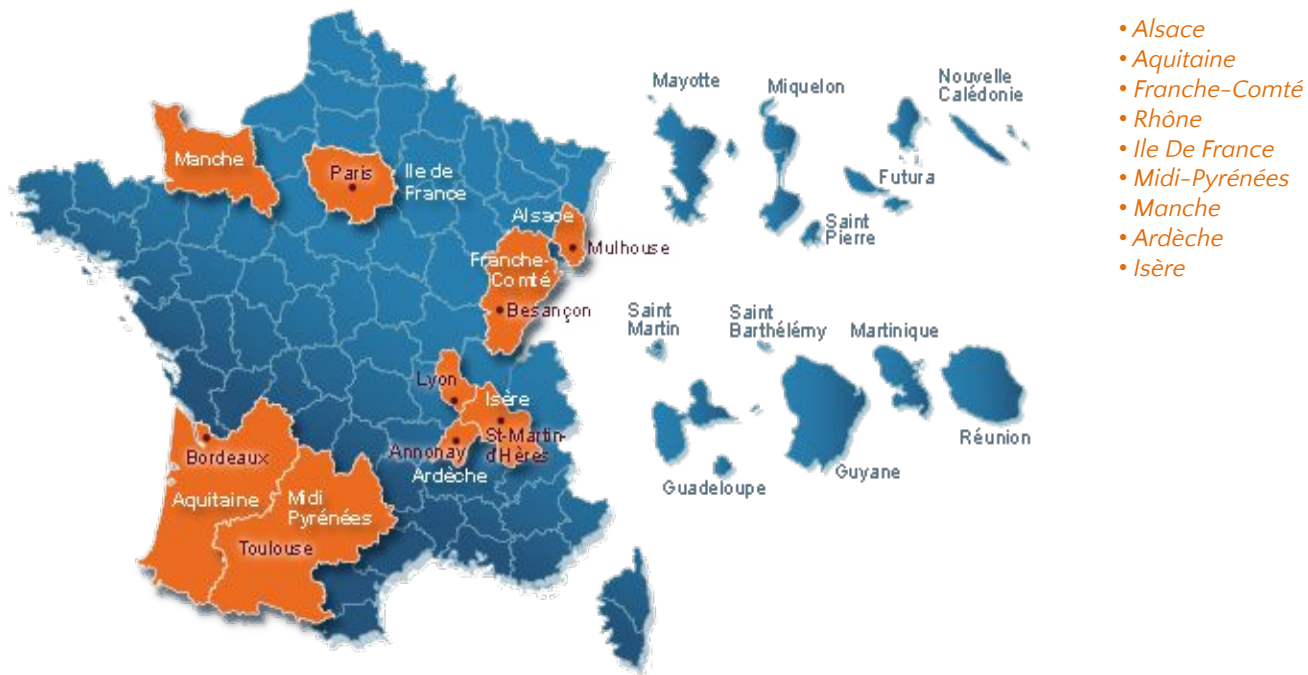 Manche
Paris
Ile de
France
Alsace
Mulhouse
Franche-
Comté
Besançon
Lyon
Isère
St-Martin-
d'Hères
Annonay
Ardèche
Bordeaux
Aquitaine
Midi
Pyrénées
Toulouse
Mayotte
Miquelon
Nouvelle
Calédonie
Futura
Saint
Pierre
Saint
Martin
Saint
Barthélémy
Martinique
Guadeloupe
Guyane
Réunion
• Alsace
• Aquitaine
• Franche-Comté
• Rhône
• Ile De France
• Midi-Pyrénées
• Manche
• Ardèche
• Isère